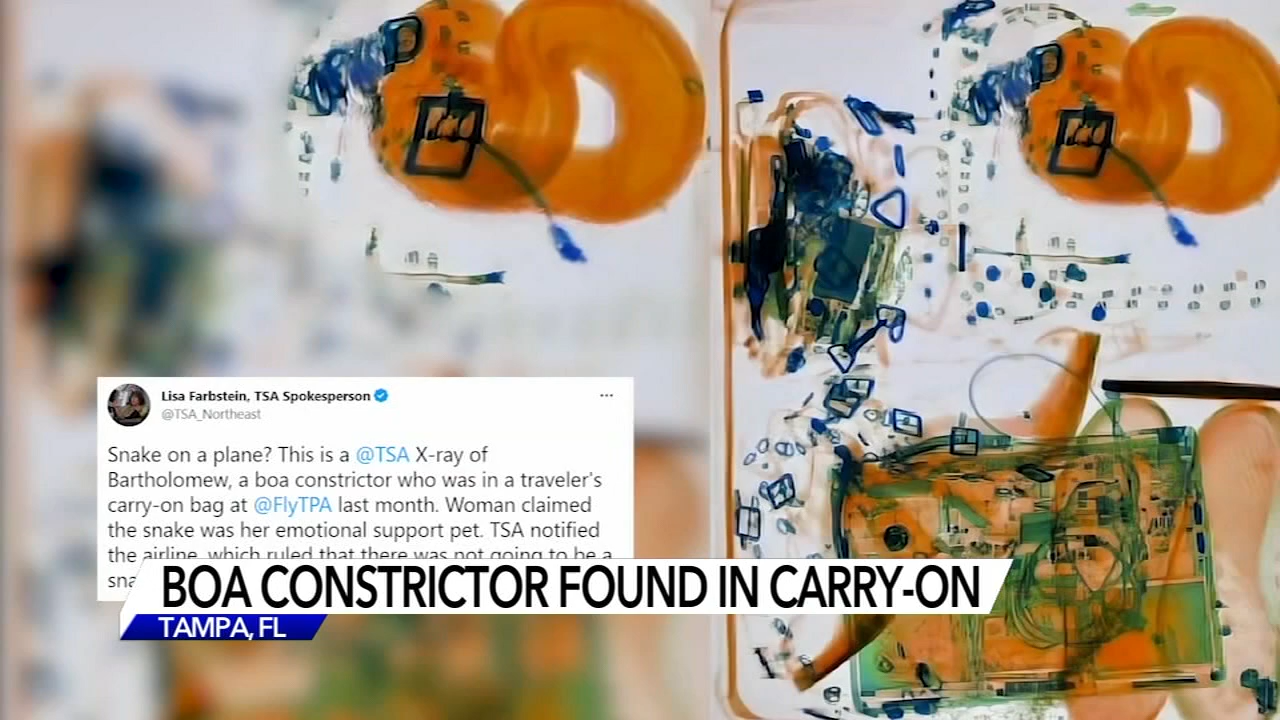 Lisa Farbstein, TSA Spokesperson
@TSA_Northeast
Snake on a plane? This is a @TSA X-ray of
Bartholomew, a boa constrictor who was in a traveler's
carry-on bag at @FlyTPA last month. Woman claimed
the snake was her emotional support pet. TSA notified
the airline, which ruled that there was not going to be a
BOA CONSTRICTOR FOUND IN CARRY-ON
TAMPA, FL